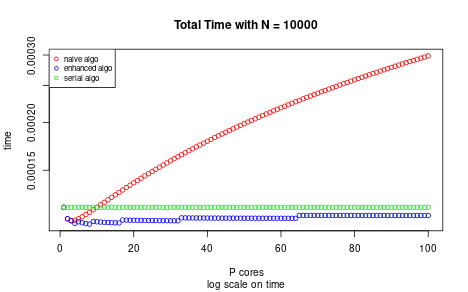 Total Time with N = 10000
naive algo
enhanced algo
serial algo
time
0.00030
0.00020
0.00015
0 20 40 60 80 100
P cores
log scale on time